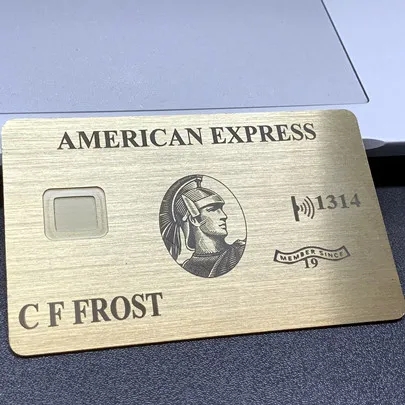 AMERICAN EXPRESS
1314
MEMBER SINCE
19
C F FROST